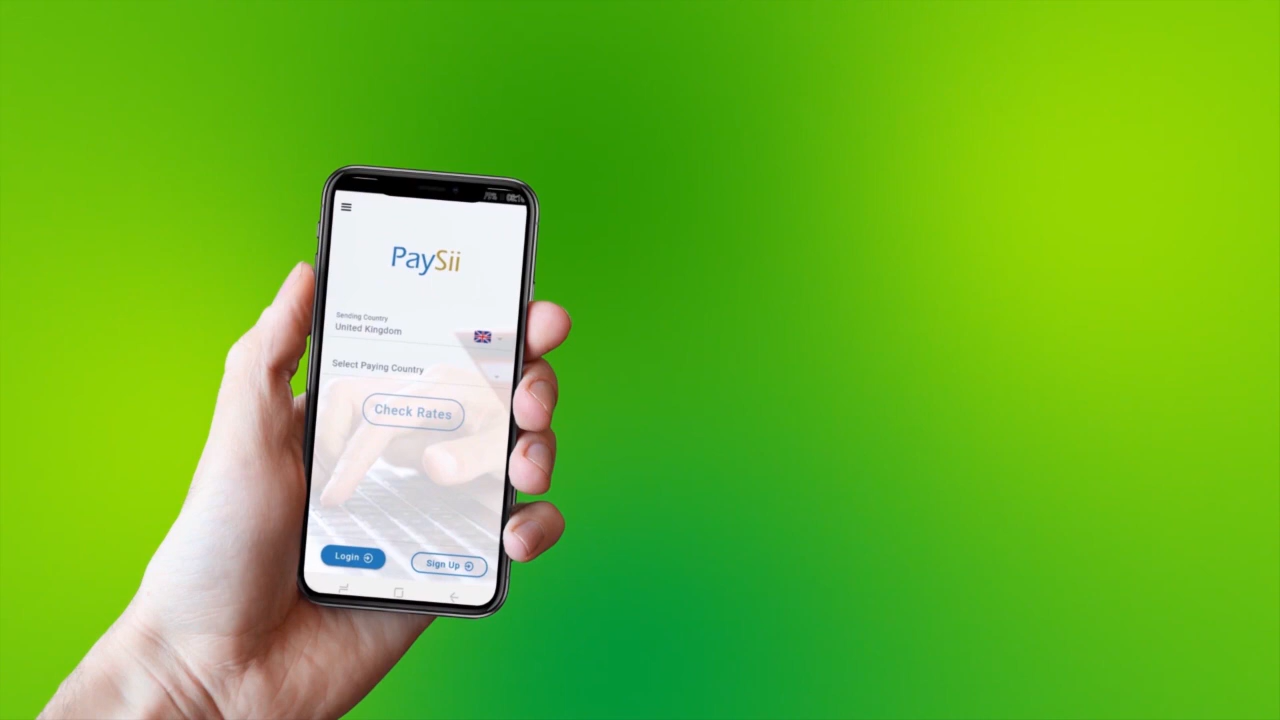 PaySii
Sending Country
United Kingdom
Select Paying Country
Check Rates
Login
Sign Up